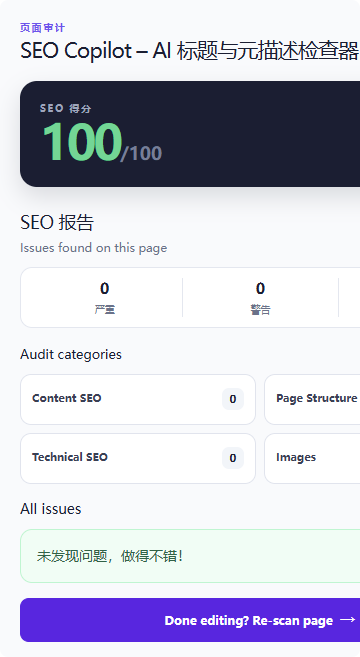 页面审计
SEO Copilot – AI 标题与元描述检查器
SEO 得分
100/100
SEO 报告
Issues found on this page
0 0
严重 警告
Audit categories
Content SEO 0 Page Structure
Technical SEO 0 Images
All issues
未发现问题，做得不错！
Done editing? Re-scan page →